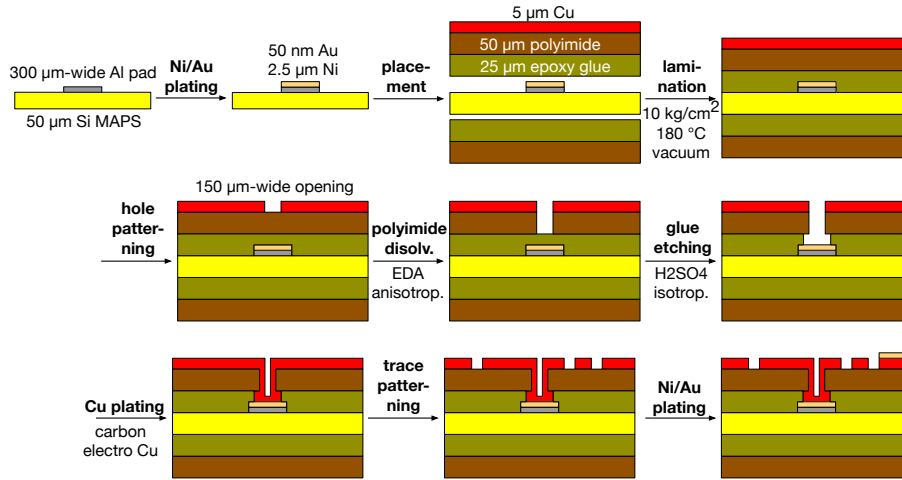 300 µm-wide Al pad
50 µm Si MAPS
Ni/Au
plating
50 nm Au
2.5 µm Ni
place-
ment
5 µm Cu
50 µm polyimide
25 µm epoxy glue
lami-
nation
10 kg/cm2
180 °C
vacuum
hole
patter-
ning
150 µm-wide opening
polyimide
disolv.
EDA
anisotrop.
glue
etching
H2SO4
isotrop.
Cu plating
carbon
electro Cu
trace
patter-
ning
Ni/Au
plating